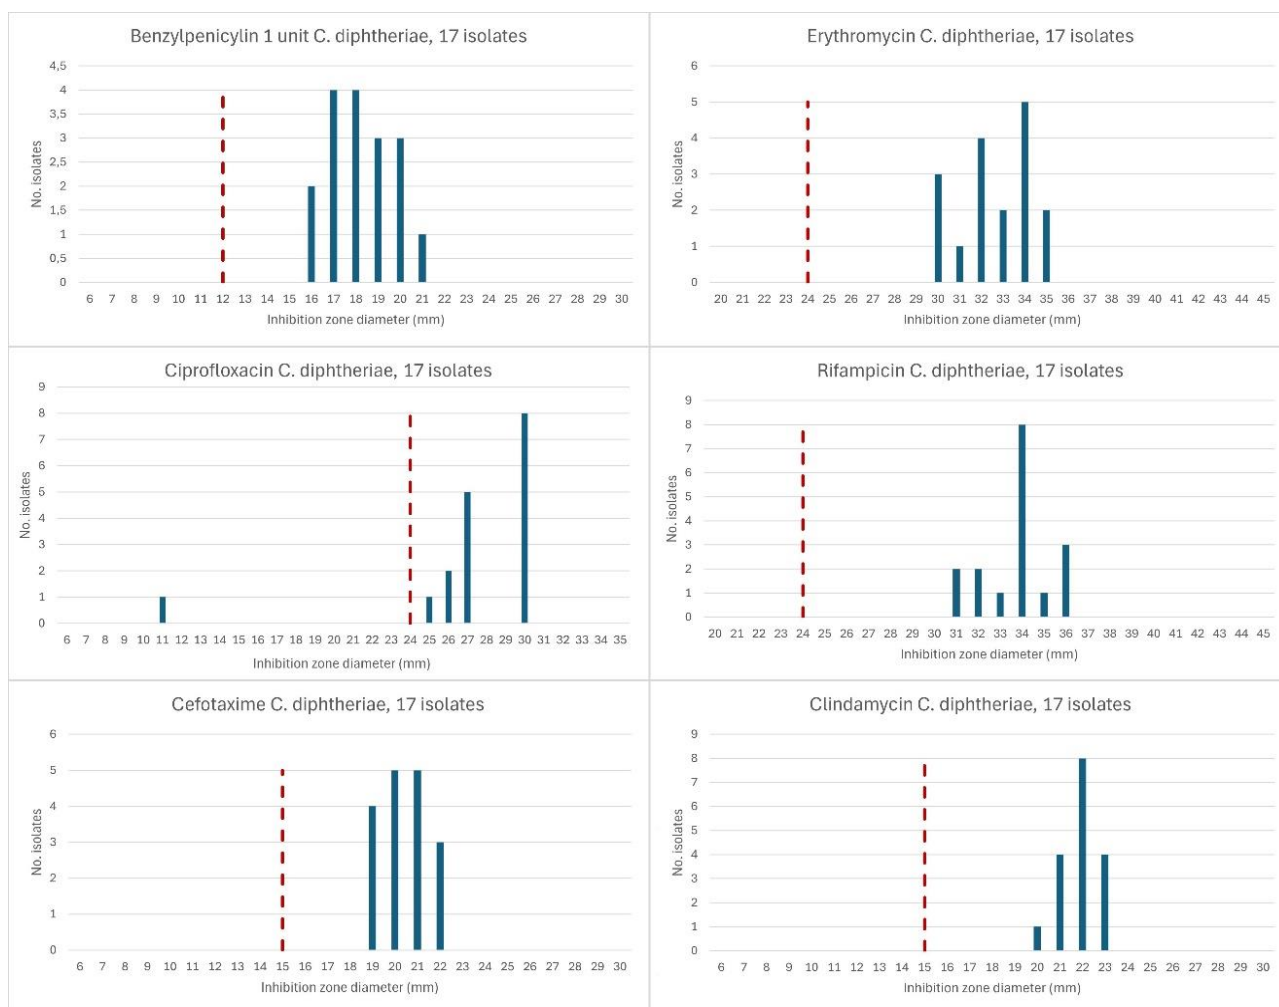 Benzylpenicylin 1 unit C. diphtheriae, 17 isolates
4,5
4
3,5
3
2,5
2
1,5
1
0,5
0
No. isolates
6 7 8 9 10 11 12 13 14 15 16 17 18 19 20 21 22 23 24 25 26 27 28 29 30
Inhibition zone diameter (mm)
Erythromycin C. diphtheriae, 17 isolates
6
5
4
3
2
1
0
No. isolates
20 21 22 23 24 25 26 27 28 29 30 31 32 33 34 35 36 37 38 39 40 41 42 43 44 45
Inhibition zone diameter (mm)
Ciprofloxacin C. diphtheriae, 17 isolates
9
8
7
6
5
4
3
2
1
0
No. isolates
6 7 8 9 10 11 12 13 14 15 16 17 18 19 20 21 22 23 24 25 26 27 28 29 30 31 32 33 34 35
Inhibition zone diameter (mm)
Rifampicin C. diphtheriae, 17 isolates
9
8
7
6
5
4
3
2
1
0
No. isolates
20 21 22 23 24 25 26 27 28 29 30 31 32 33 34 35 36 37 38 39 40 41 42 43 44 45
Inhibition zone diameter (mm)
Cefotaxime C. diphtheriae, 17 isolates
6
5
4
3
2
1
0
No. isolates
6 7 8 9 10 11 12 13 14 15 16 17 18 19 20 21 22 23 24 25 26 27 28 29 30
Inhibition zone diameter (mm)
Clindamycin C. diphtheriae, 17 isolates
9
8
7
6
5
4
3
2
1
0
No. isolates
6 7 8 9 10 11 12 13 14 15 16 17 18 19 20 21 22 23 24 25 26 27 28 29 30
Inhibition zone diameter (mm)